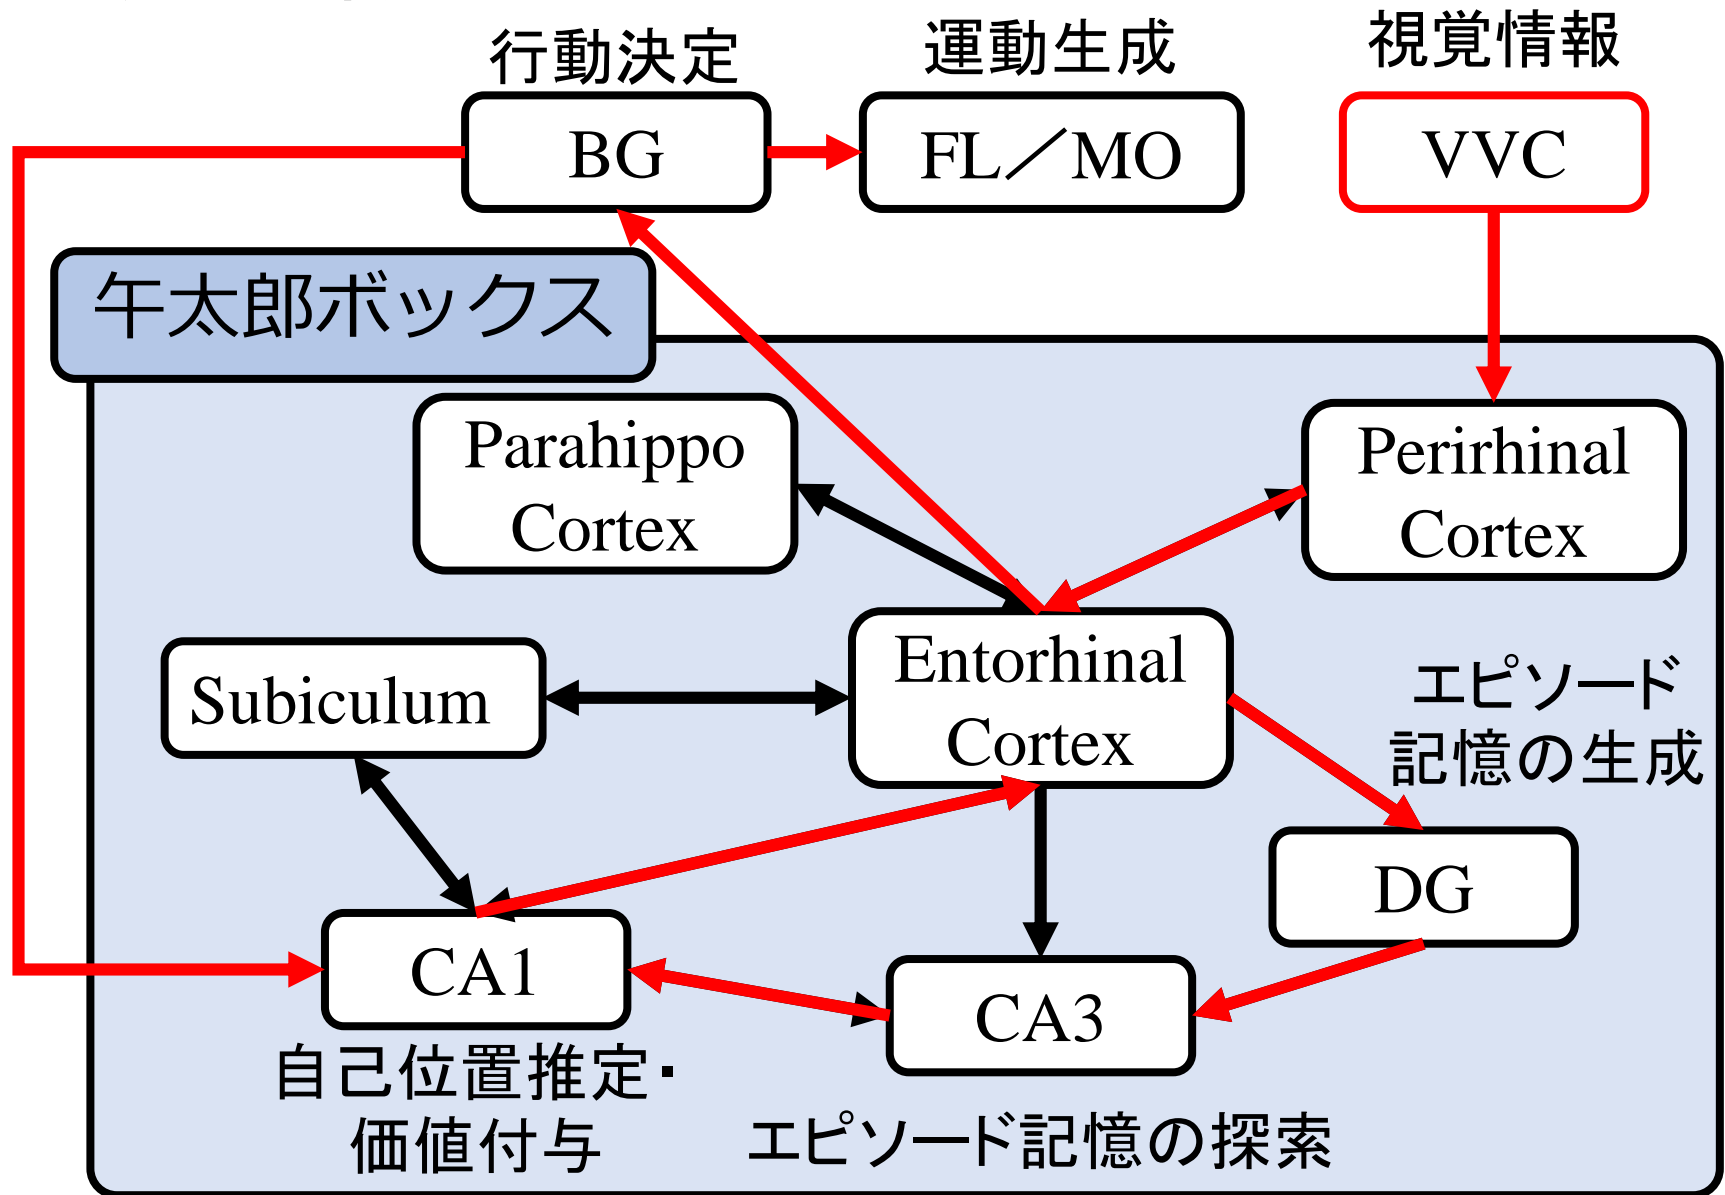 行動決定
運動生成
視覚情報
BG
FL／MO
VVC
午太郎ボックス
Parahippo
Cortex
Perirhinal
Cortex
Subiculum
Entorhinal
Cortex
エピソード
記憶の生成
DG
CA1
CA3
自己位置推定・
価値付与
エピソード記憶の探索